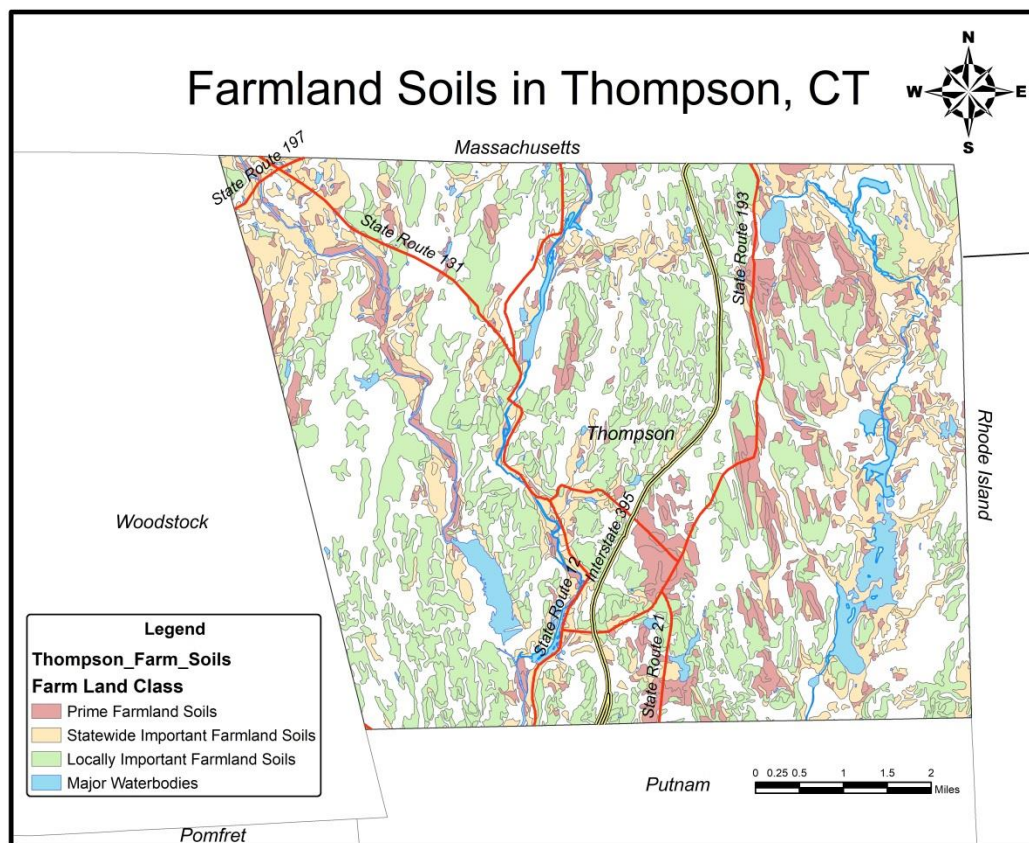 Farmland Soils in Thompson, CT
N
W
E
S
Massachusetts
State Route 197
State Route 131
State Route 193
Thompson
Rhode Island
Woodstock
Interstate 395
State Route 12
State Route 21
Legend
Thompson_Farm_Soils
Farm Land Class
Prime Farmland Soils
Statewide Important Farmland Soils
Locally Important Farmland Soils
Major Waterbodies
Putnam
0 0.25 0.5 1 1.5 2
Miles
Pomfret